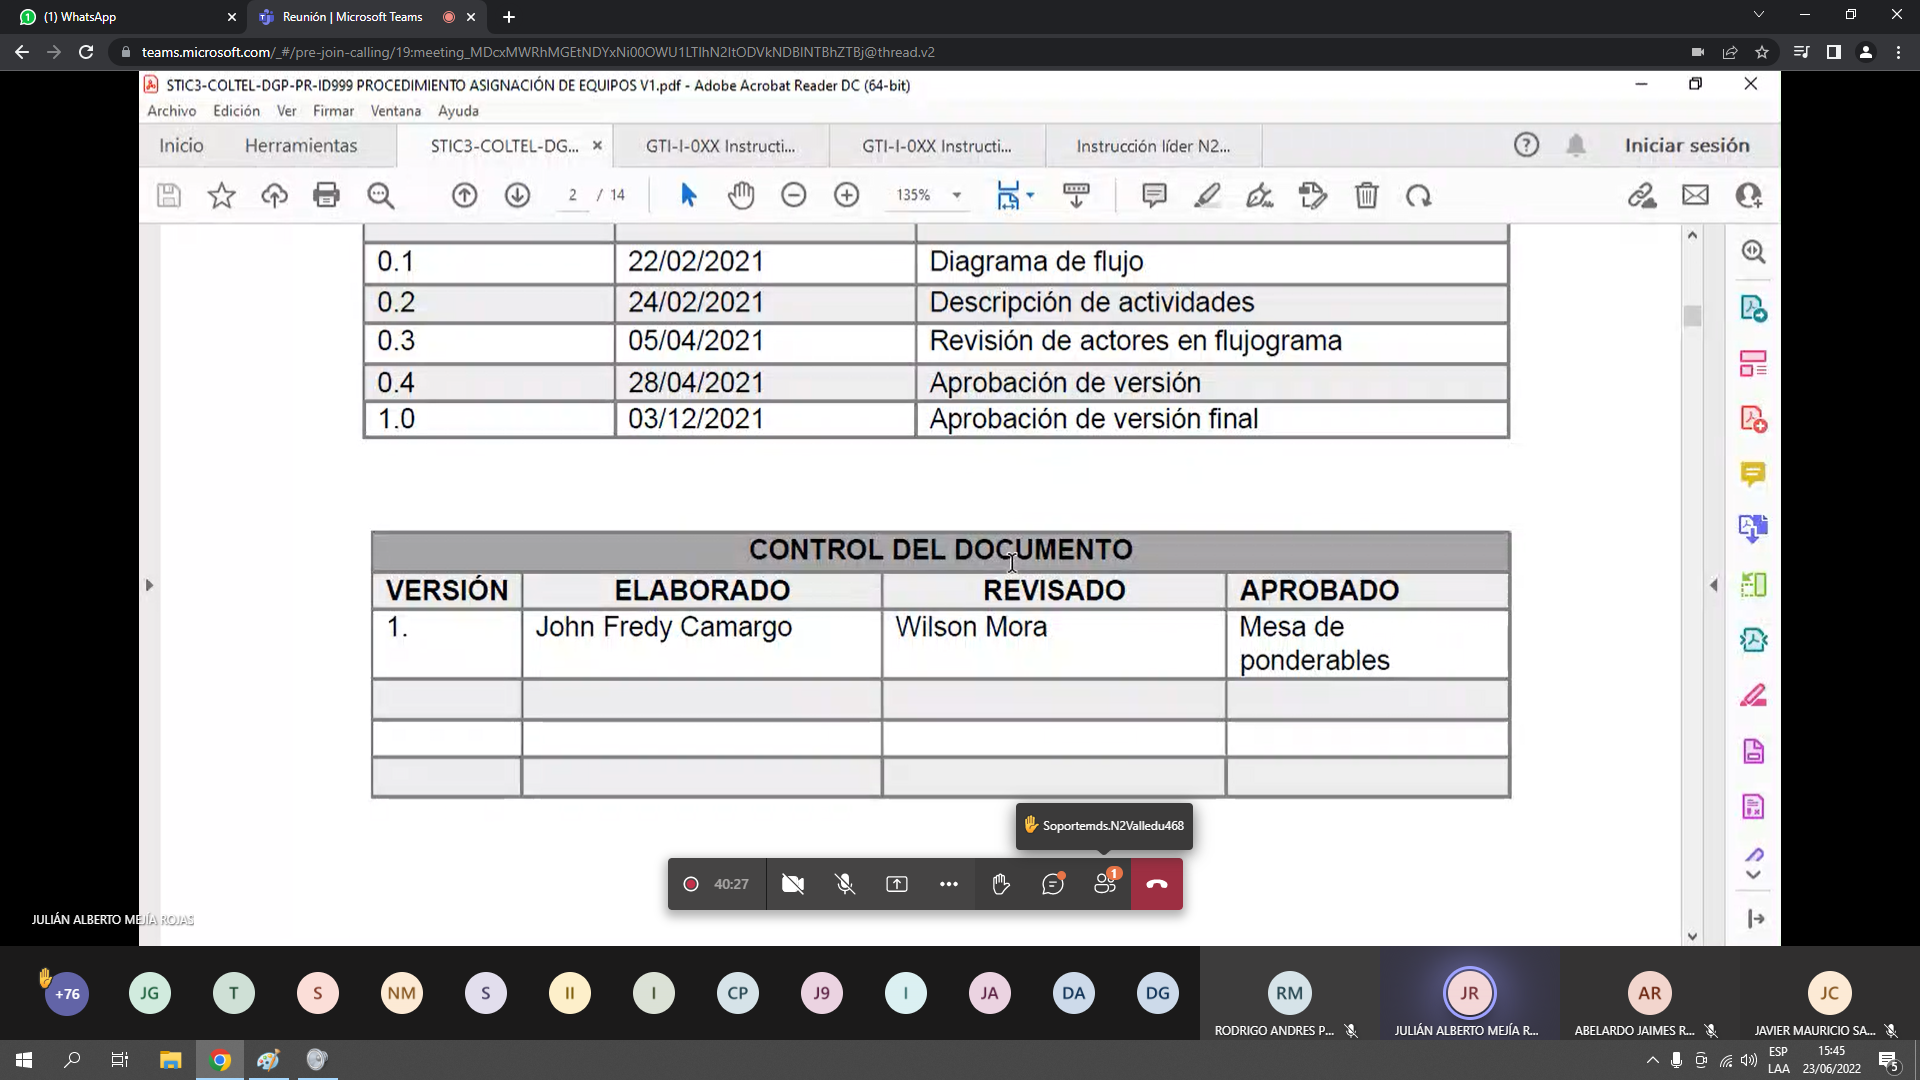 (1) WhatsApp
Reunión | Microsoft Teams
teams.microsoft.com/_#/pre-join-calling/19:meeting_MDcxMWRhMGEtNDYxNi00OWU1LTlhN2ItODVkNDBlNTBhZTBj@thread.v2
STIC3-COLTEL-DGP-PR-ID999 PROCEDIMIENTO ASIGNACIÓN DE EQUIPOS V1.pdf - Adobe Acrobat Reader DC (64-bit)
Archivo Edición Ver Firmar Ventana Ayuda
Inicio Herramientas STIC3-COLTEL-DG... GTI-I-0XX Instructi... GTI-I-0XX Instructi... Instrucción líder N2... Iniciar sesión
2 / 14 135%
0.1 22/02/2021 Diagrama de flujo
0.2 24/02/2021 Descripción de actividades
0.3 05/04/2021 Revisión de actores en flujograma
0.4 28/04/2021 Aprobación de versión
1.0 03/12/2021 Aprobación de versión final
CONTROL DEL DOCUMENTO
VERSIÓN ELABORADO REVISADO APROBADO
1. John Fredy Camargo Wilson Mora Mesa de
ponderables
Soportemds.N2Valledu468
40:27 1
JULIÁN ALBERTO MEJÍA ROJAS
+76 JG T S NM S II I CP J9 I JA DA DG RM JR AR JC
RODRIGO ANDRES P... JULIÁN ALBERTO MEJÍA R... ABELARDO JAIMES R... JAVIER MAURICIO SA...
ESP 15:45
LAA 23/06/2022 5